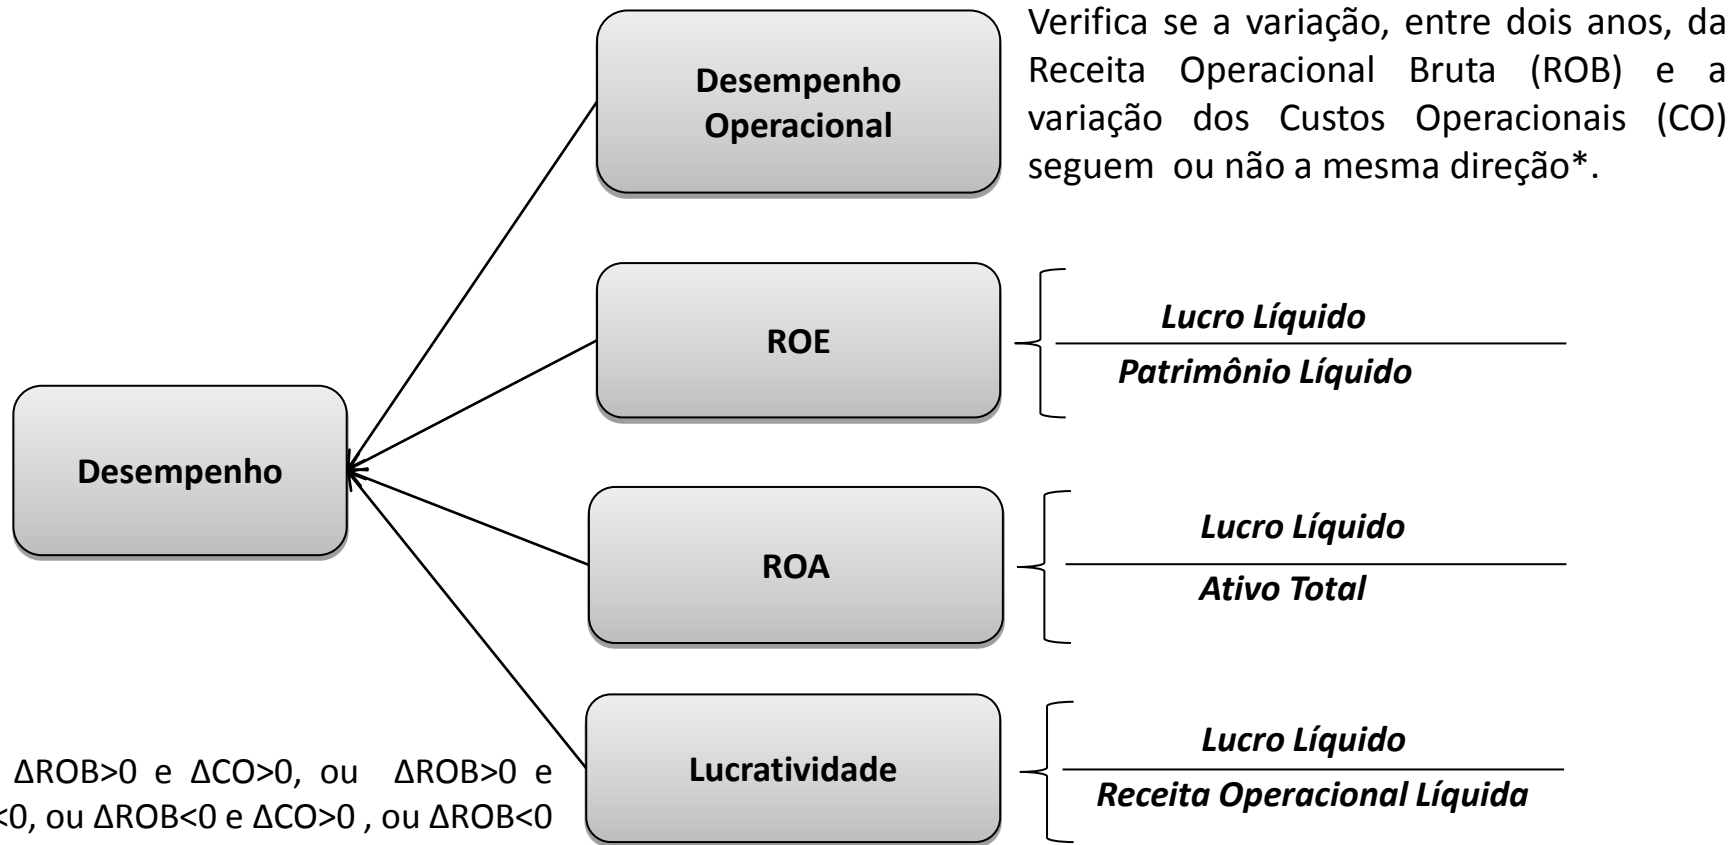 Desempenho
Operacional
Verifica se a variação, entre dois anos, da
Receita Operacional Bruta (ROB) e a
variação dos Custos Operacionais (CO)
seguem ou não a mesma direção*.
ROE
Lucro Líquido
Patrimônio Líquido
Desempenho
ROA
Lucro Líquido
Ativo Total
Lucratividade
Lucro Líquido
Receita Operacional Líquida
ΔROB>0 e ΔCO>0, ou ΔROB>0 e
<0, ou ΔROB<0 e ΔCO>0 , ou ΔROB<0